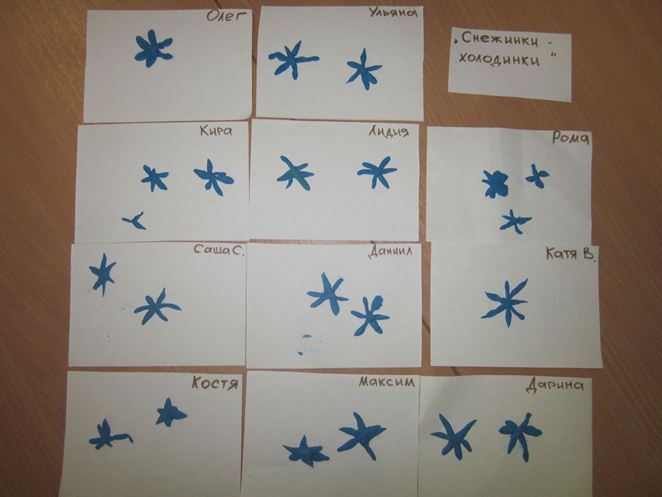 Олег
Ульяна
„Снежинки -
холодинки"
Кира
Лидия
Рома
Саша С.
Даниил
Катя В.
Костя
Максим
Дарина